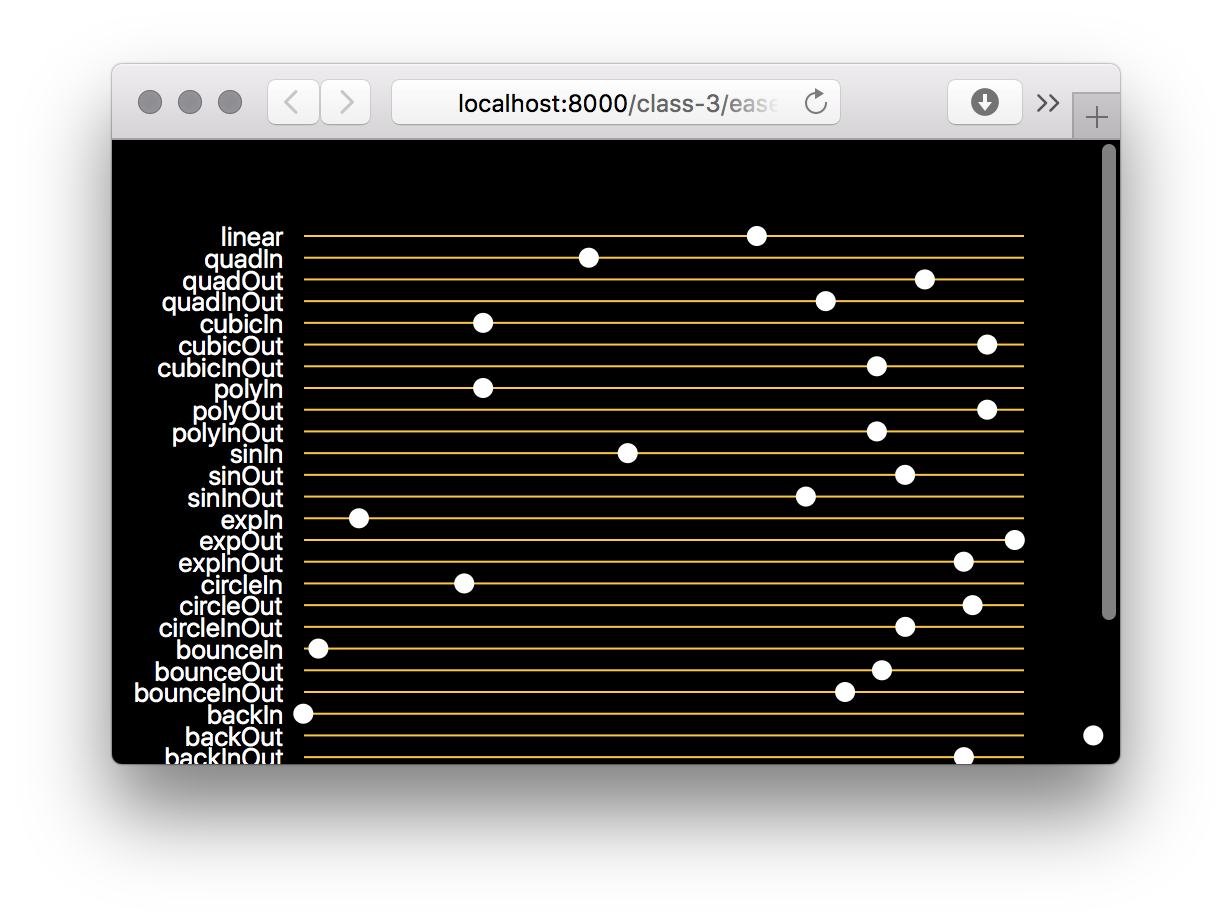 localhost:8000/class-3/ease
linear
quadIn
quadOut
quadInOut
cubicIn
cubicOut
cubicInOut
polyIn
polyOut
polyInOut
sinIn
sinOut
sinInOut
expIn
expOut
expInOut
circleIn
circleOut
circleInOut
bounceIn
bounceOut
bounceInOut
backIn
backOut
backInOut